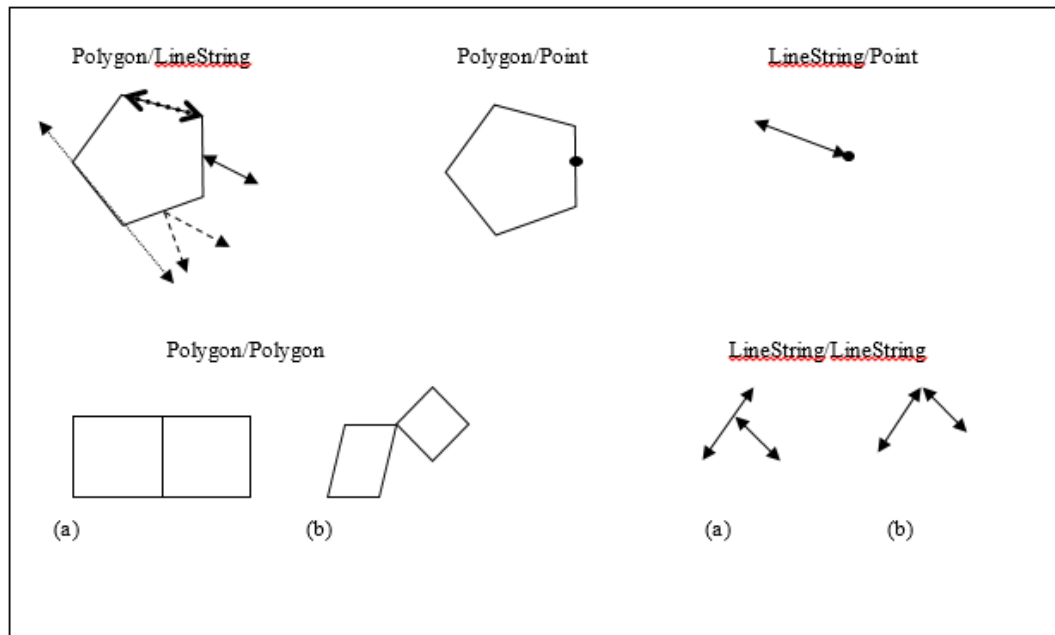 Polygon/LineString
Polygon/Point
LineString/Point
Polygon/Polygon
LineString/LineString
(a)
(b)
(a)
(b)